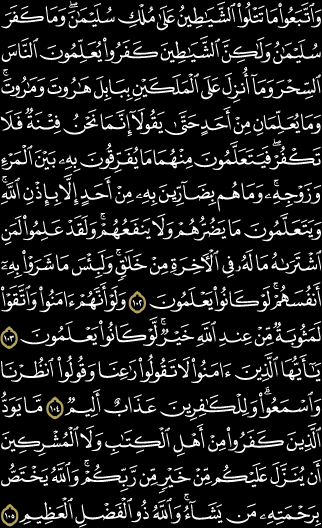 وَٱتَّبَعُوا۟ مَا تَتْلُوا۟ ٱلشَّيَـٰطِينُ عَلَىٰ مُلْكِ سُلَيْمَـٰنَ ۖ وَمَا كَفَرَ
سُلَيْمَـٰنُ وَلَـٰكِنَّ ٱلشَّيَـٰطِينَ كَفَرُوا۟ يُعَلِّمُونَ ٱلنَّاسَ
ٱلسِّحْرَ وَمَآ أُنزِلَ عَلَى ٱلْمَلَكَيْنِ بِبَابِلَ هَـٰرُوتَ وَمَـٰرُوتَ ۚ
وَمَا يُعَلِّمَانِ مِنْ أَحَدٍ حَتَّىٰ يَقُولَآ إِنَّمَا نَحْنُ فِتْنَةٌ فَلَا
تَكْفُرْ ۖ فَيَتَعَلَّمُونَ مِنْهُمَا مَا يُفَرِّقُونَ بِهِۦ بَيْنَ ٱلْمَرْءِ
وَزَوْجِهِۦ ۚ وَمَا هُم بِضَآرِّينَ بِهِۦ مِنْ أَحَدٍ إِلَّا بِإِذْنِ ٱللَّهِ ۚ
وَيَتَعَلَّمُونَ مَا يَضُرُّهُمْ وَلَا يَنفَعُهُمْ ۚ وَلَقَدْ عَلِمُوا۟ لَمَنِ
ٱشْتَرَىٰهُ مَا لَهُۥ فِى ٱلْـَٔاخِرَةِ مِنْ خَلَـٰقٍ ۚ وَلَبِئْسَ مَا شَرَوْا۟ بِهِۦٓ
أَنفُسَهُمْ ۚ لَوْ كَانُوا۟ يَعْلَمُونَ ١٠٢ وَلَوْ أَنَّهُمْ ءَامَنُوا۟ وَٱتَّقَوْا۟
لَمَثُوبَةٌ مِّنْ عِندِ ٱللَّهِ خَيْرٌ ۖ لَّوْ كَانُوا۟ يَعْلَمُونَ ١٠٣
يَـٰٓأَيُّهَا ٱلَّذِينَ ءَامَنُوا۟ لَا تَقُولُوا۟ رَٰعِنَا وَقُولُوا۟ ٱنظُرْنَا
وَٱسْمَعُوا۟ ۗ وَلِلْكَـٰفِرِينَ عَذَابٌ أَلِيمٌ ١٠٤ مَّا يَوَدُّ
ٱلَّذِينَ كَفَرُوا۟ مِنْ أَهْلِ ٱلْكِتَـٰبِ وَلَا ٱلْمُشْرِكِينَ
أَن يُنَزَّلَ عَلَيْكُم مِّنْ خَيْرٍ مِّن رَّبِّكُمْ ۗ وَٱللَّهُ يَخْتَصُّ
بِرَحْمَتِهِۦ مَن يَشَآءُ ۚ وَٱللَّهُ ذُو ٱلْفَضْلِ ٱلْعَظِيمِ ١٠٥